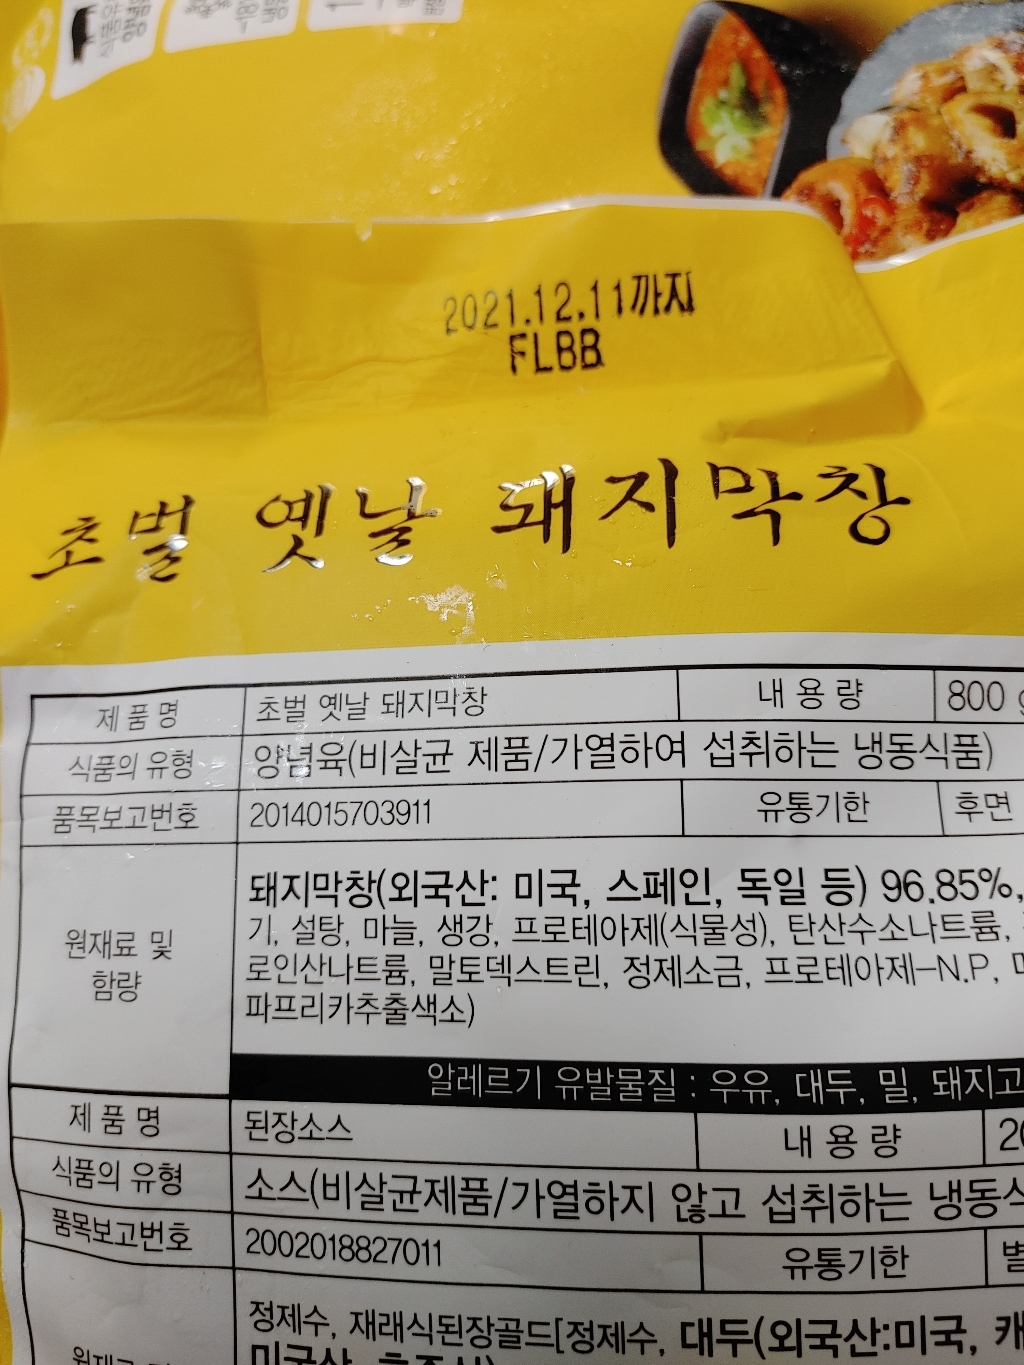 2021.12.11까지
FLBB
초벌 옛날 돼지막창
제품명 초벌 옛날 돼지막창 내용량 800
식품의 유형 양념육(비살균 제품/가열하여 섭취하는 냉동식품)
품목보고번호 2014015703911 유통기한 후면
원재료 및 함량
돼지막창(외국산: 미국, 스페인, 독일 등) 96.85%,
기, 설탕, 마늘, 생강, 프로테아제(식물성), 탄산수소나트륨,
로인산나트륨, 말토덱스트린, 정제소금, 프로테아제-N.P,
파프리카추출색소)
알레르기 유발물질 : 우유, 대두, 밀, 돼지고
제품명 된장소스 내용량
식품의 유형 소스(비살균제품/가열하지 않고 섭취하는 냉동
품목보고번호 2002018827011 유통기한
정제수, 재래식된장골드[정제수, 대두(외국산:미국,